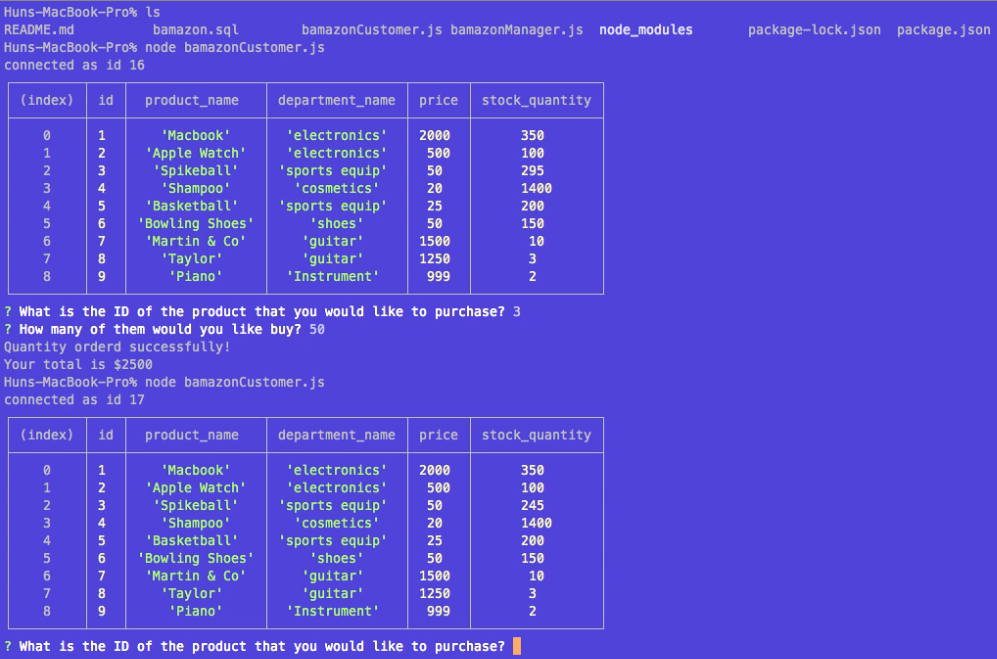 Huns-MacBook-Pro% ls
README.md bamazon.sql bamazonCustomer.js bamazonManager.js node_modules package-lock.json package.json
Huns-MacBook-Pro% node bamazonCustomer.js
connected as id 16
(index) id product_name department_name price stock_quantity
0 1 'Macbook' 'electronics' 2000 350
1 2 'Apple Watch' 'electronics' 500 100
2 3 'Spikeball' 'sports equip' 50 295
3 4 'Shampoo' 'cosmetics' 20 1400
4 5 'Basketball' 'sports equip' 25 200
5 6 'Bowling Shoes' 'shoes' 50 150
6 7 'Martin & Co' 'guitar' 1500 10
7 8 'Taylor' 'guitar' 1250 3
8 9 'Piano' 'Instrument' 999 2
? What is the ID of the product that you would like to purchase? 3
? How many of them would you like buy? 50
Quantity orderd successfully!
Your total is $2500
Huns-MacBook-Pro% node bamazonCustomer.js
connected as id 17
(index) id product_name department_name price stock_quantity
0 1 'Macbook' 'electronics' 2000 350
1 2 'Apple Watch' 'electronics' 500 100
2 3 'Spikeball' 'sports equip' 50 245
3 4 'Shampoo' 'cosmetics' 20 1400
4 5 'Basketball' 'sports equip' 25 200
5 6 'Bowling Shoes' 'shoes' 50 150
6 7 'Martin & Co' 'guitar' 1500 10
7 8 'Taylor' 'guitar' 1250 3
8 9 'Piano' 'Instrument' 999 2
? What is the ID of the product that you would like to purchase?